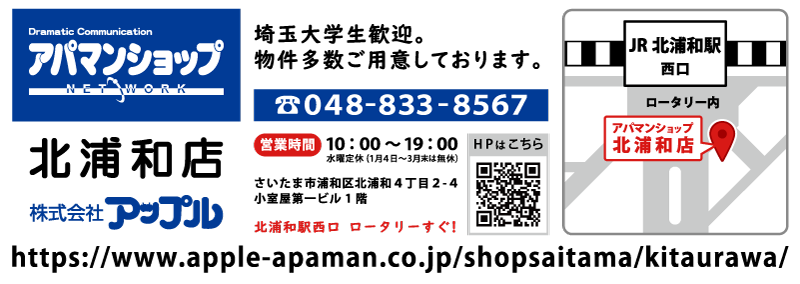 Dramatic Communication
アパマンショップ
NETWORK
北浦和店
株式会社 アップル
埼玉大学生歓迎。
物件多数ご用意しております。
☎048-833-8567
営業時間 10：00～19：00
水曜定休（1月4日～3月末は無休）
さいたま市浦和区北浦和４丁目２-４
小室屋第一ビル１階
北浦和駅西口 ロータリーすぐ！
HPはこちら
JR 北浦和駅
西口
ロータリー内
アパマンショップ
北浦和店
https://www.apple-apaman.co.jp/shopsaitama/kitaurawa/